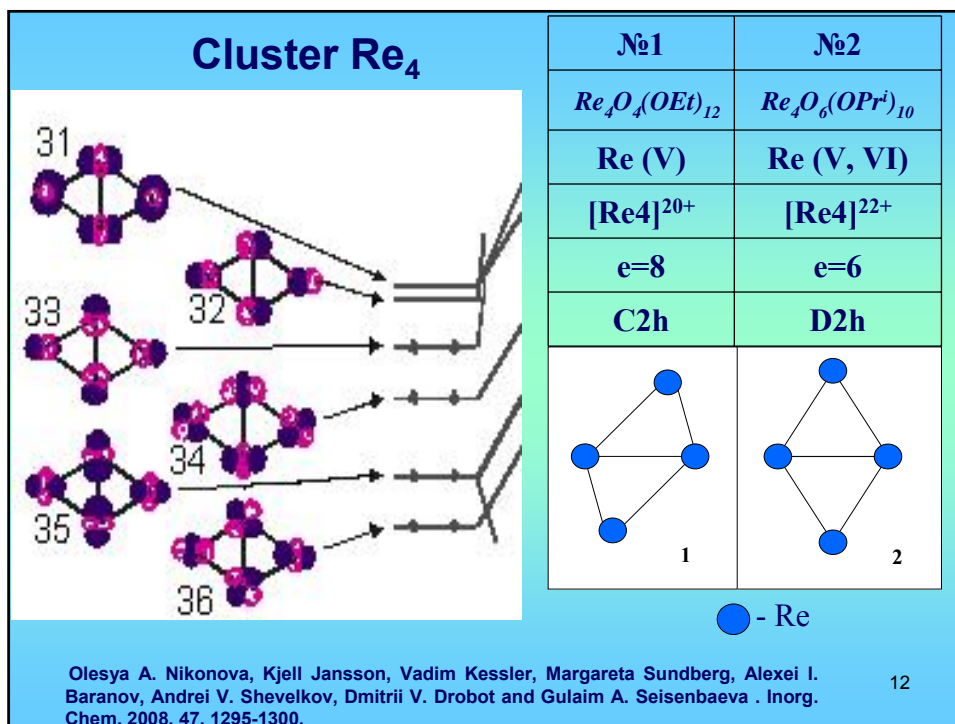 Cluster Re₄
№1 №2
Re₄O₄(OEt)₁₂ Re₄O₆(OPrⁱ)₁₀
Re (V) Re (V, VI)
[Re4]²⁰⁺ [Re4]²²⁺
e=8 e=6
C2h D2h
31
32
33
34
35
36
1 2
- Re
Olesya A. Nikonova, Kjell Jansson, Vadim Kessler, Margareta Sundberg, Alexei I.
Baranov, Andrei V. Shevelkov, Dmitrii V. Drobot and Gulaim A. Seisenbaeva . Inorg.
Chem. 2008, 47, 1295-1300.
12